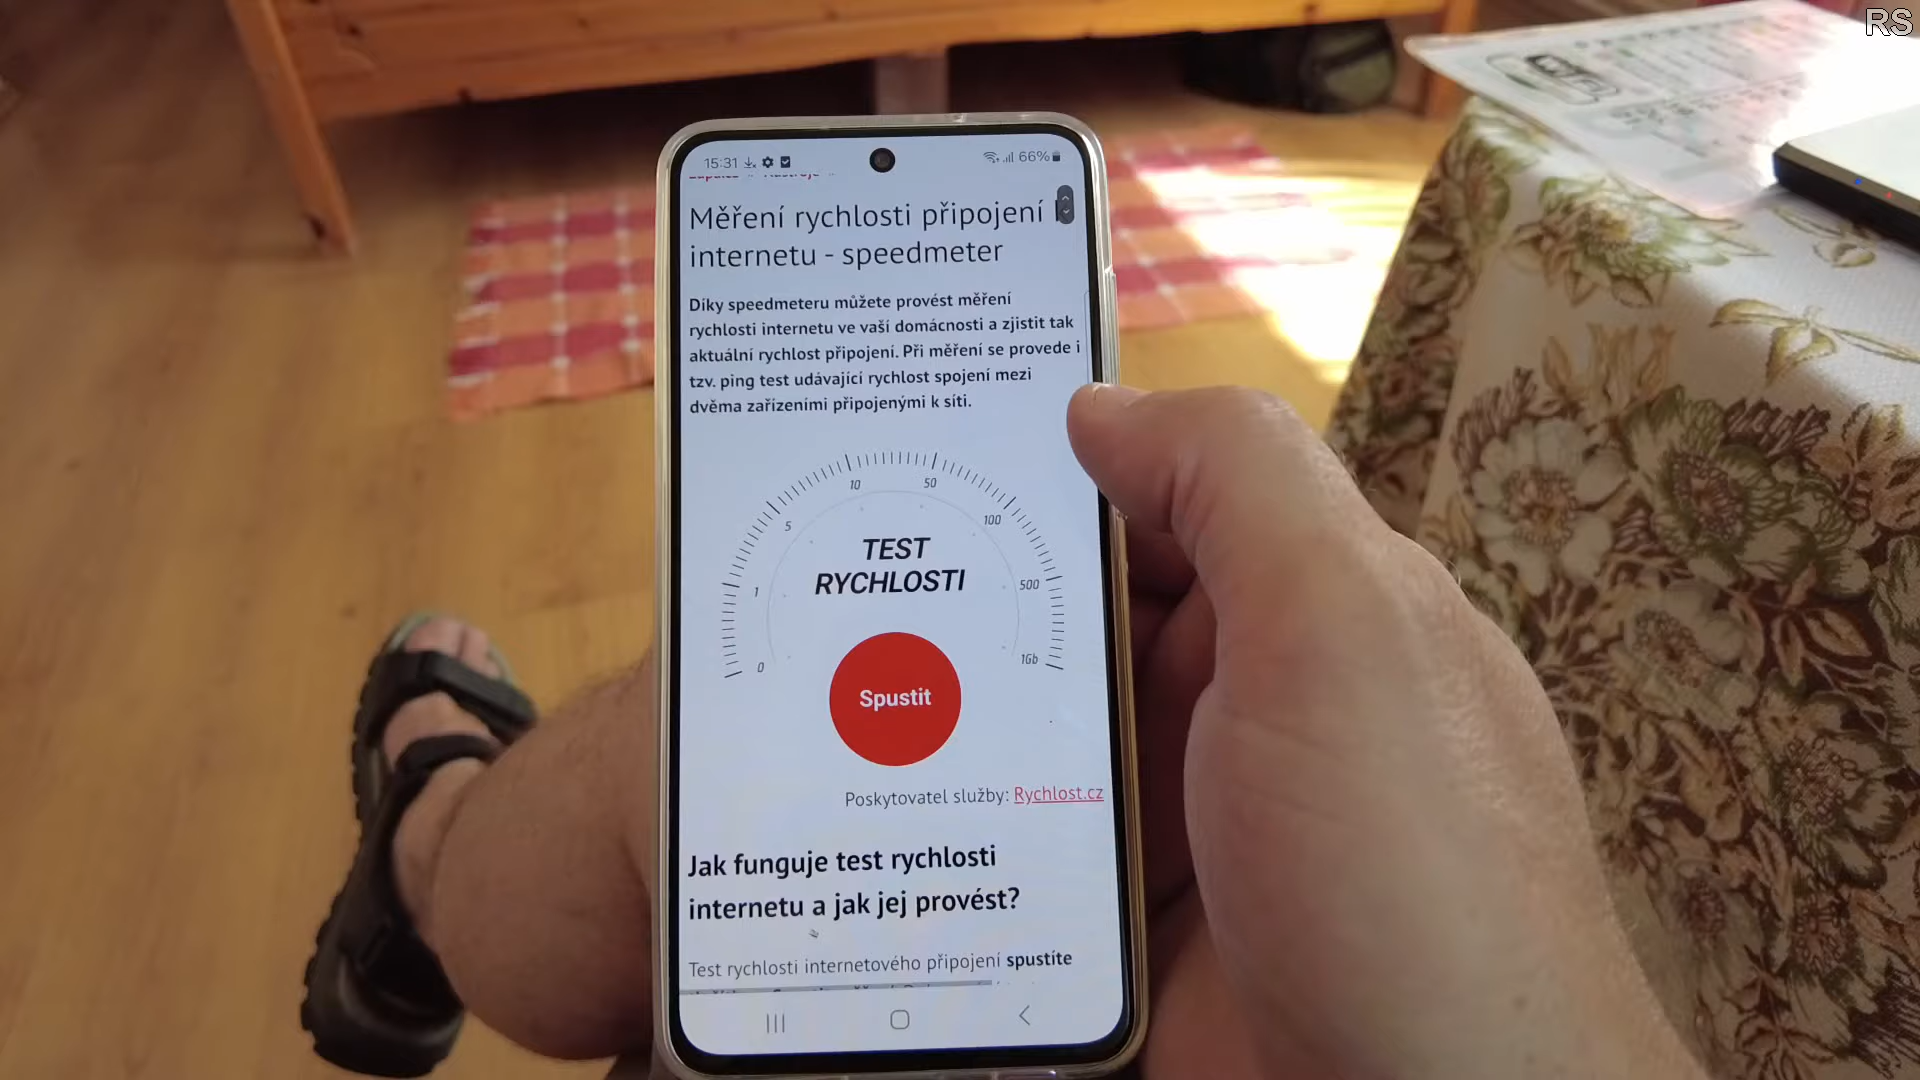 RS
15:31
66%
Měření rychlosti připojení
internetu - speedmeter
Díky speedmeteru můžete provést měření
rychlosti internetu ve vaší domácnosti a zjistit tak
aktuální rychlost připojení. Při měření se provede i
tzv. ping test udávající rychlost spojení mezi
dvěma zařízeními připojenými k síti.
0
1
5
10
50
100
500
1Gb
TEST
RYCHLOSTI
Spustit
Poskytovatel služby: Rychlost.cz
Jak funguje test rychlosti
internetu a jak jej provést?
Test rychlosti internetového připojení spustíte